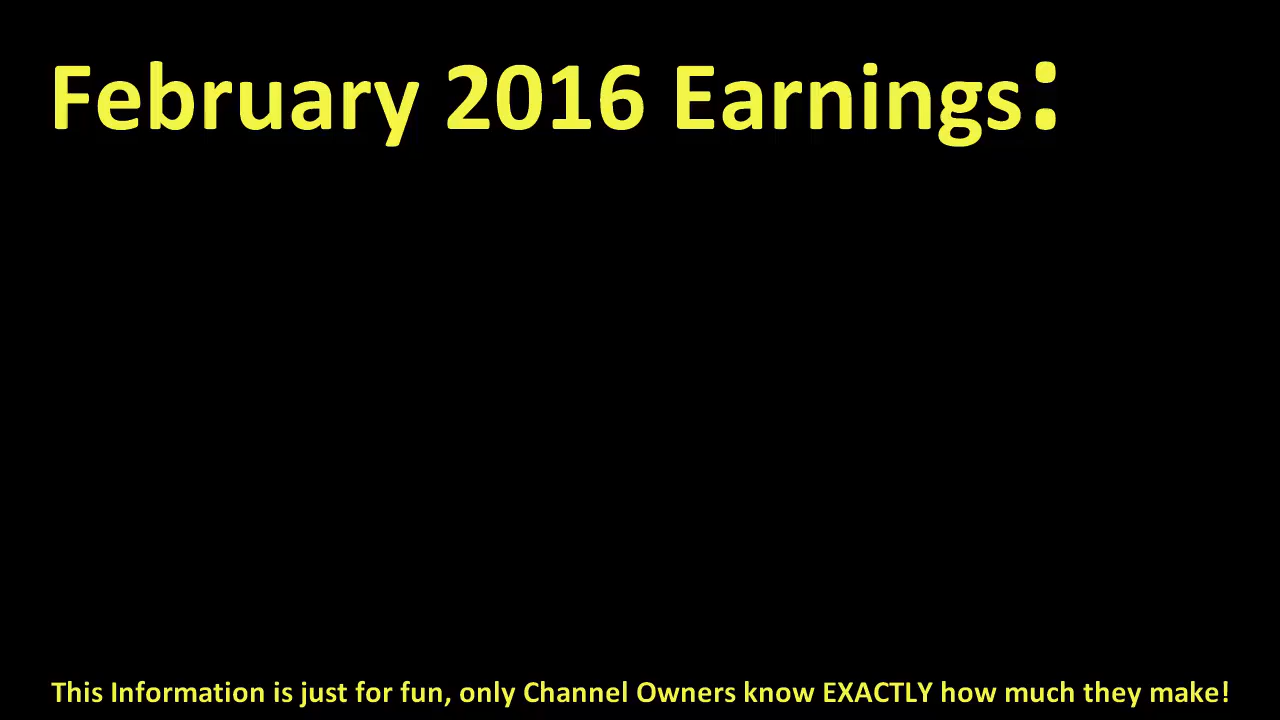 February 2016 Earnings:
This Information is just for fun, only Channel Owners know EXACTLY how much they make!